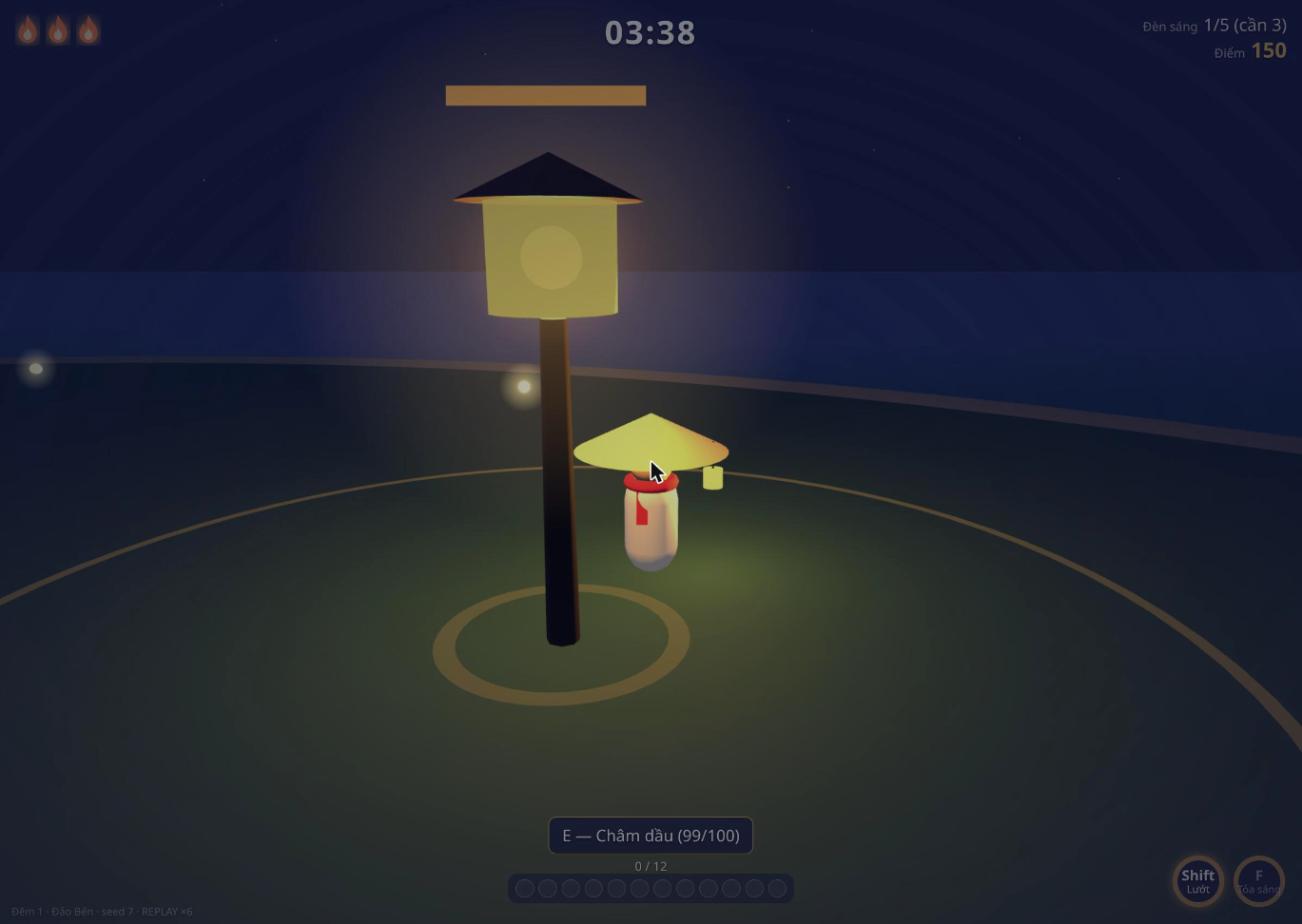 03:38
Đèn sáng 1/5 (cần 3)
Điểm 150
E — Châm dầu (99/100)
0 / 12
Shift
Lướt
F
Tỏa sáng
Đêm 1 · Đảo Bến · seed 7 · REPLAY ×6